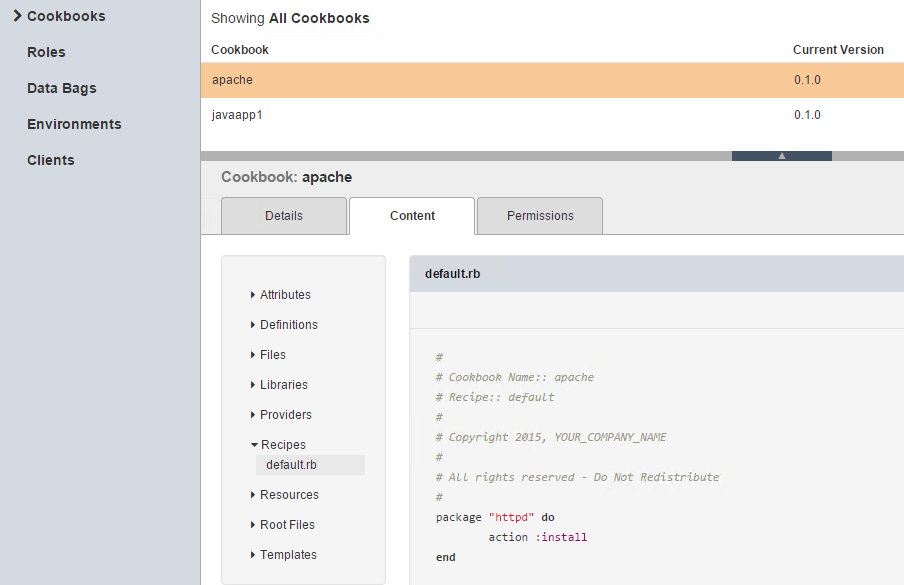 Cookbooks
Roles
Data Bags
Environments
Clients
Showing All Cookbooks
Cookbook Current Version
apache 0.1.0
javaapp1 0.1.0
Cookbook: apache
Details Content Permissions
Attributes
Definitions
Files
Libraries
Providers
Recipes
default.rb
Resources
Root Files
Templates
default.rb
#
# Cookbook Name:: apache
# Recipe:: default
#
# Copyright 2015, YOUR_COMPANY_NAME
#
# All rights reserved - Do Not Redistribute
#
package "httpd" do
action :install
end